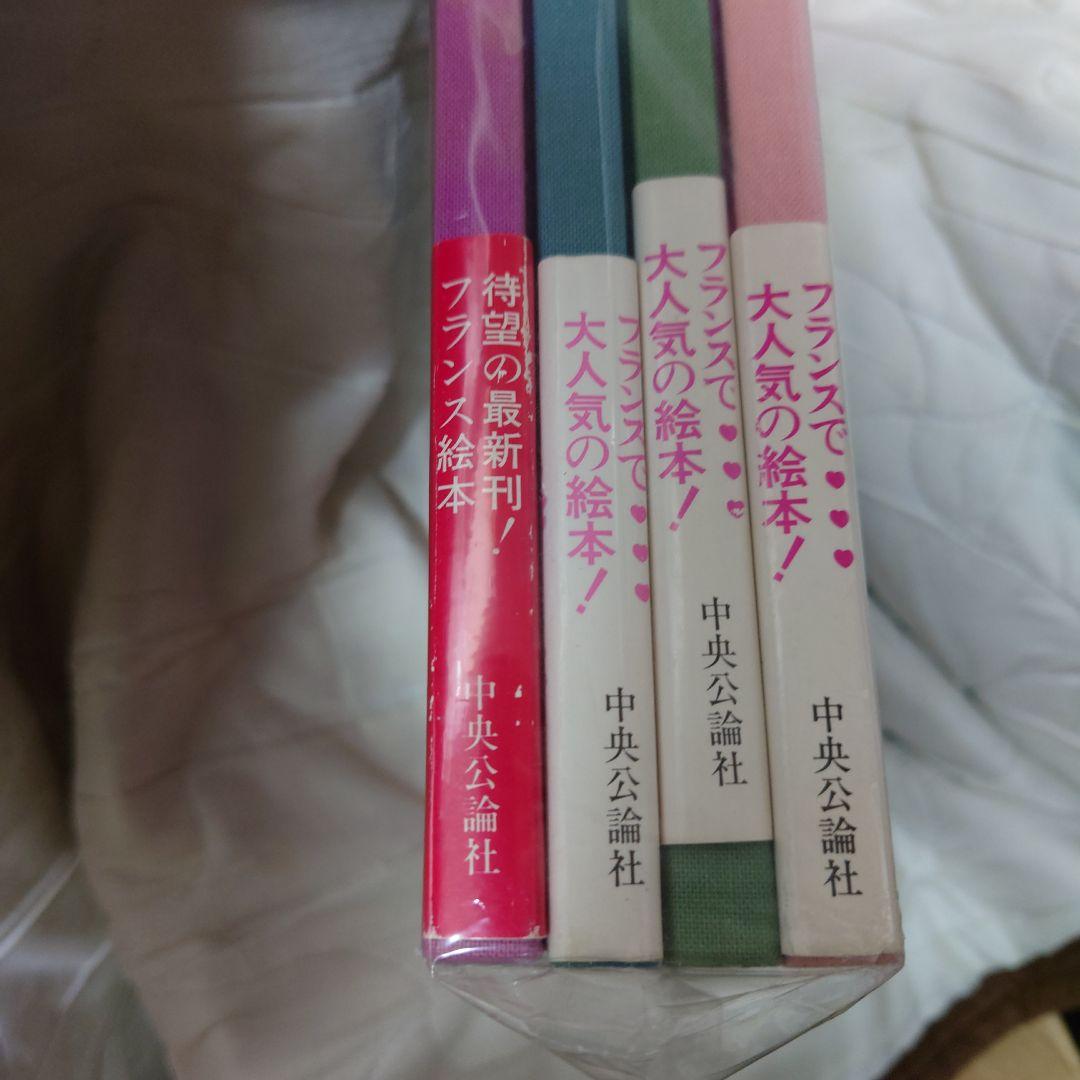 待望の最新刊!
フランス絵本
中央公論社
フランスで♥♥♥
大人気の絵本!
中央公論社
フランスで♥♥♥
大人気の絵本!
中央公論社
フランスで♥♥♥
大人気の絵本!
中央公論社